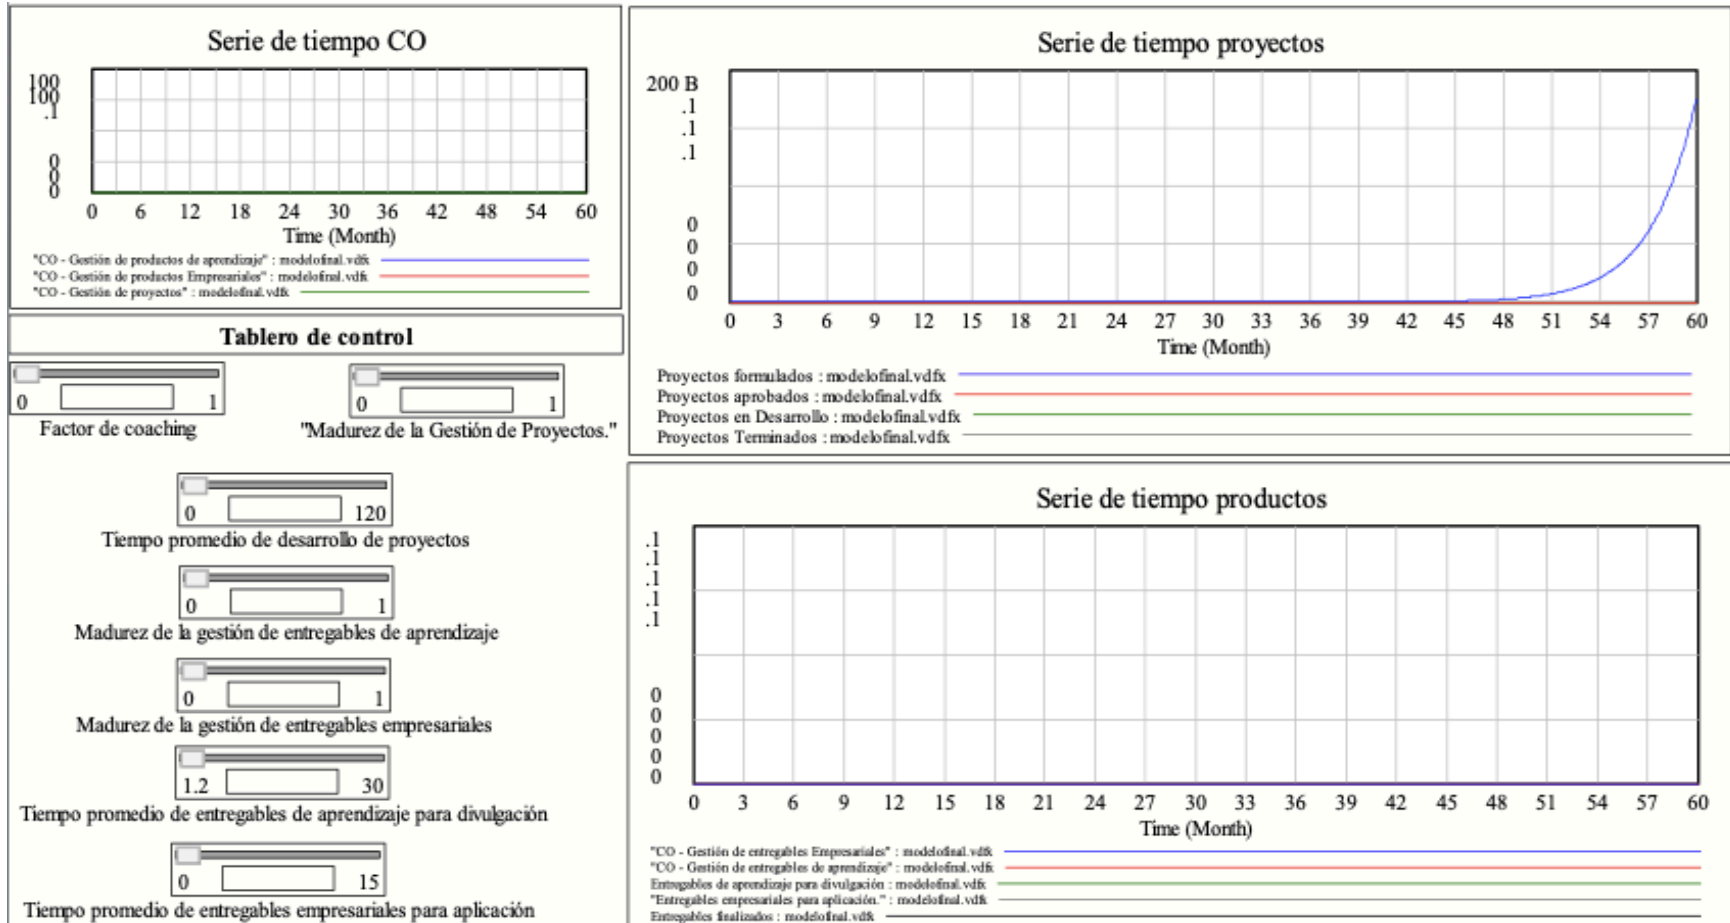 Serie de tiempo CO
100
100
.1
0
0
0
0 6 12 18 24 30 36 42 48 54 60
Time (Month)
"CO - Gestión de productos de aprendizaje" : modelofinal.vdfx
"CO - Gestión de productos Empresariales" : modelofinal.vdfx
"CO - Gestión de proyectos" : modelofinal.vdfx
Tablero de control
0 1
Factor de coaching
0 1
"Madurez de la Gestión de Proyectos."
0 120
Tiempo promedio de desarrollo de proyectos
0 1
Madurez de la gestión de entregables de aprendizaje
0 1
Madurez de la gestión de entregables empresariales
1.2 30
Tiempo promedio de entregables de aprendizaje para divulgación
0 15
Tiempo promedio de entregables empresariales para aplicación
Serie de tiempo proyectos
200 B
.1
.1
.1
0
0
0
0
0 3 6 9 12 15 18 21 24 27 30 33 36 39 42 45 48 51 54 57 60
Time (Month)
Proyectos formulados : modelofinal.vdfx
Proyectos aprobados : modelofinal.vdfx
Proyectos en Desarrollo : modelofinal.vdfx
Proyectos Terminados : modelofinal.vdfx
Serie de tiempo productos
.1
.1
.1
.1
.1
0
0
0
0
0
0 3 6 9 12 15 18 21 24 27 30 33 36 39 42 45 48 51 54 57 60
Time (Month)
"CO - Gestión de entregables Empresariales" : modelofinal.vdfx
"CO - Gestión de entregables de aprendizaje" : modelofinal.vdfx
Entregables de aprendizaje para divulgación : modelofinal.vdfx
"Entregables empresariales para aplicación." : modelofinal.vdfx
Entregables finalizados : modelofinal.vdfx